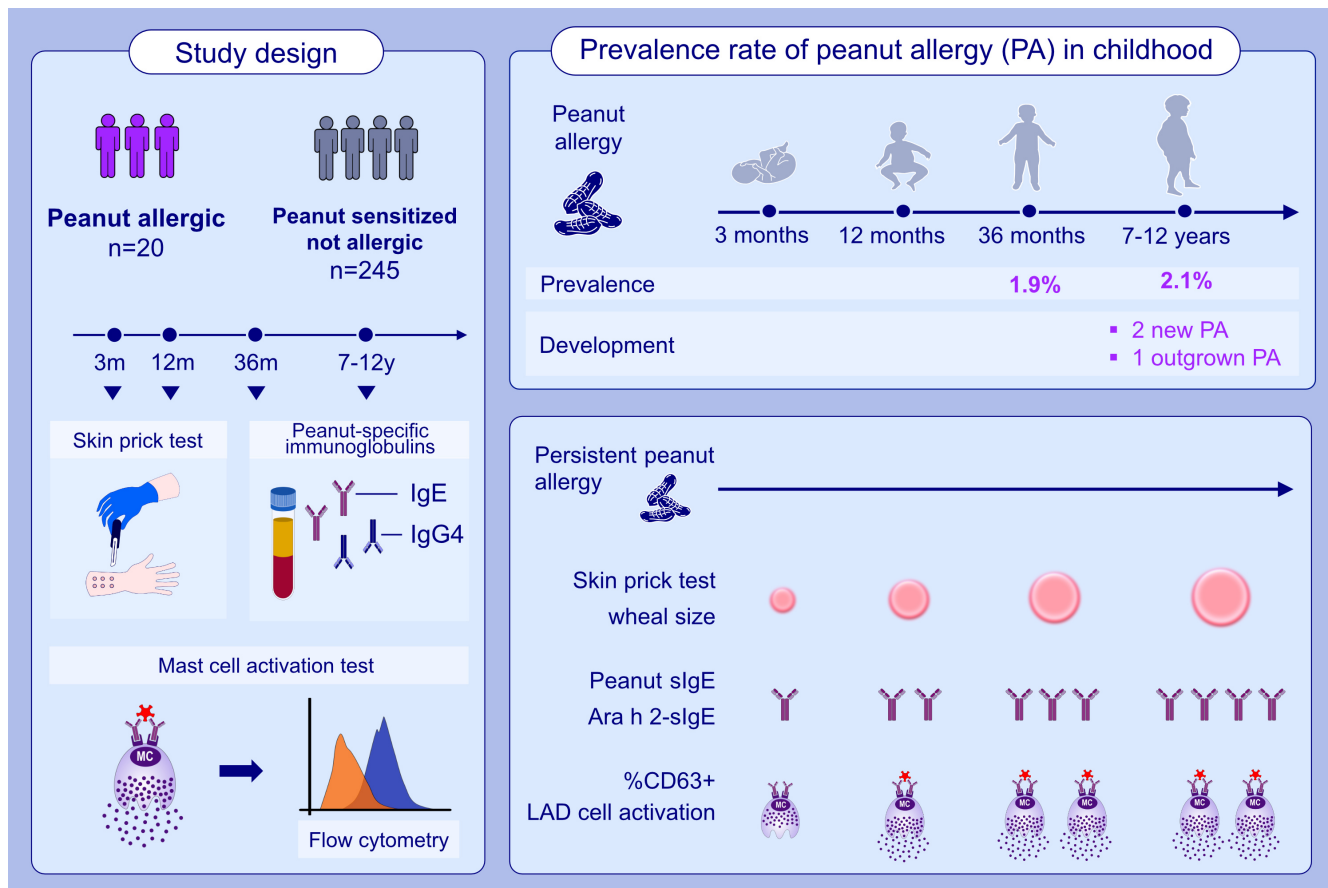 Study design
Peanut allergic
n=20
Peanut sensitized
not allergic
n=245
3m 12m 36m 7-12y
Skin prick test
Peanut-specific
immunoglobulins
IgE
IgG4
Mast cell activation test
MC
Flow cytometry
Prevalence rate of peanut allergy (PA) in childhood
Peanut
allergy
3 months 12 months 36 months 7-12 years
Prevalence 1.9% 2.1%
Development
▪ 2 new PA
▪ 1 outgrown PA
Persistent peanut
allergy
Skin prick test
wheal size
Peanut sIgE
Ara h 2-sIgE
%CD63+
LAD cell activation
MC MC MC MC MC MC